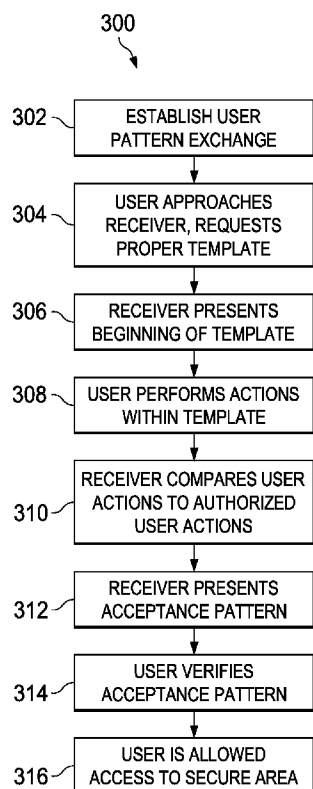 300
302
ESTABLISH USER
PATTERN EXCHANGE
304
USER APPROACHES
RECEIVER, REQUESTS
PROPER TEMPLATE
306
RECEIVER PRESENTS
BEGINNING OF TEMPLATE
308
USER PERFORMS ACTIONS
WITHIN TEMPLATE
310
RECEIVER COMPARES USER
ACTIONS TO AUTHORIZED
USER ACTIONS
312
RECEIVER PRESENTS
ACCEPTANCE PATTERN
314
USER VERIFIES
ACCEPTANCE PATTERN
316
USER IS ALLOWED
ACCESS TO SECURE AREA